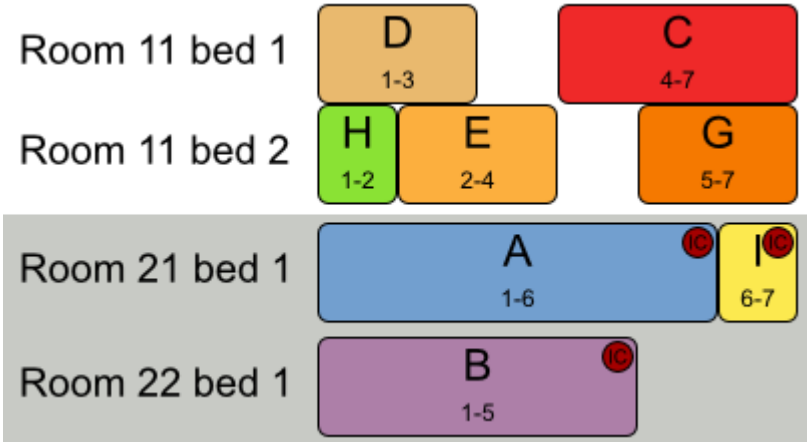 Room 11 bed 1
D
1-3
C
4-7
Room 11 bed 2
H
1-2
E
2-4
G
5-7
Room 21 bed 1
A
1-6
IC
I
6-7
IC
Room 22 bed 1
B
1-5
IC